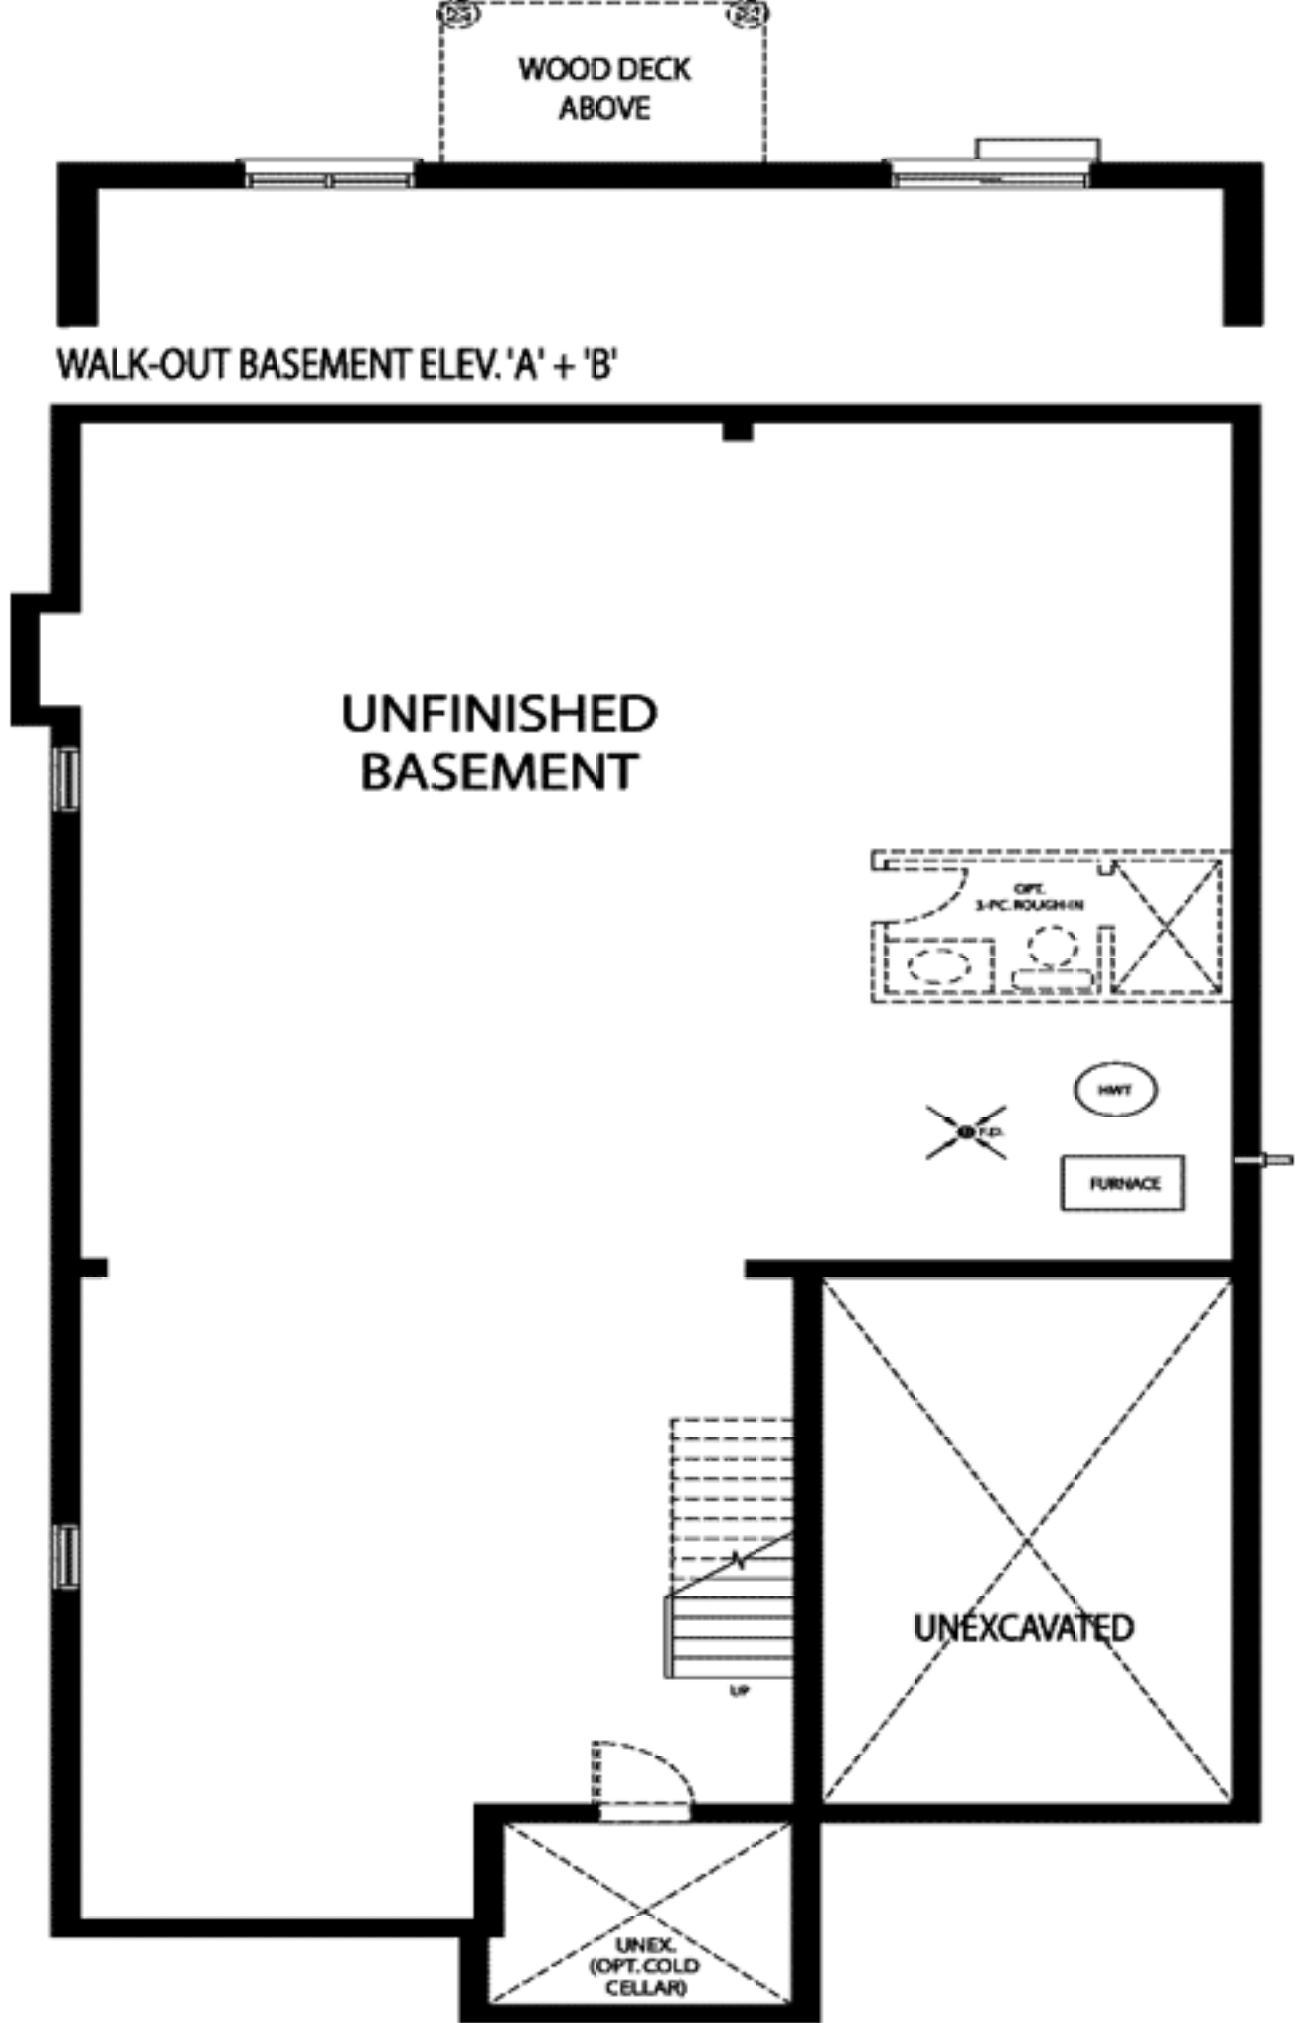 WOOD DECK
ABOVE
WALK-OUT BASEMENT ELEV. 'A' + 'B'
UNFINISHED
BASEMENT
OPT.
3-PC. ROUGH-IN
HWT
F.D.
FURNACE
UNEXCAVATED
UP
UNEX.
(OPT. COLD
CELLAR)